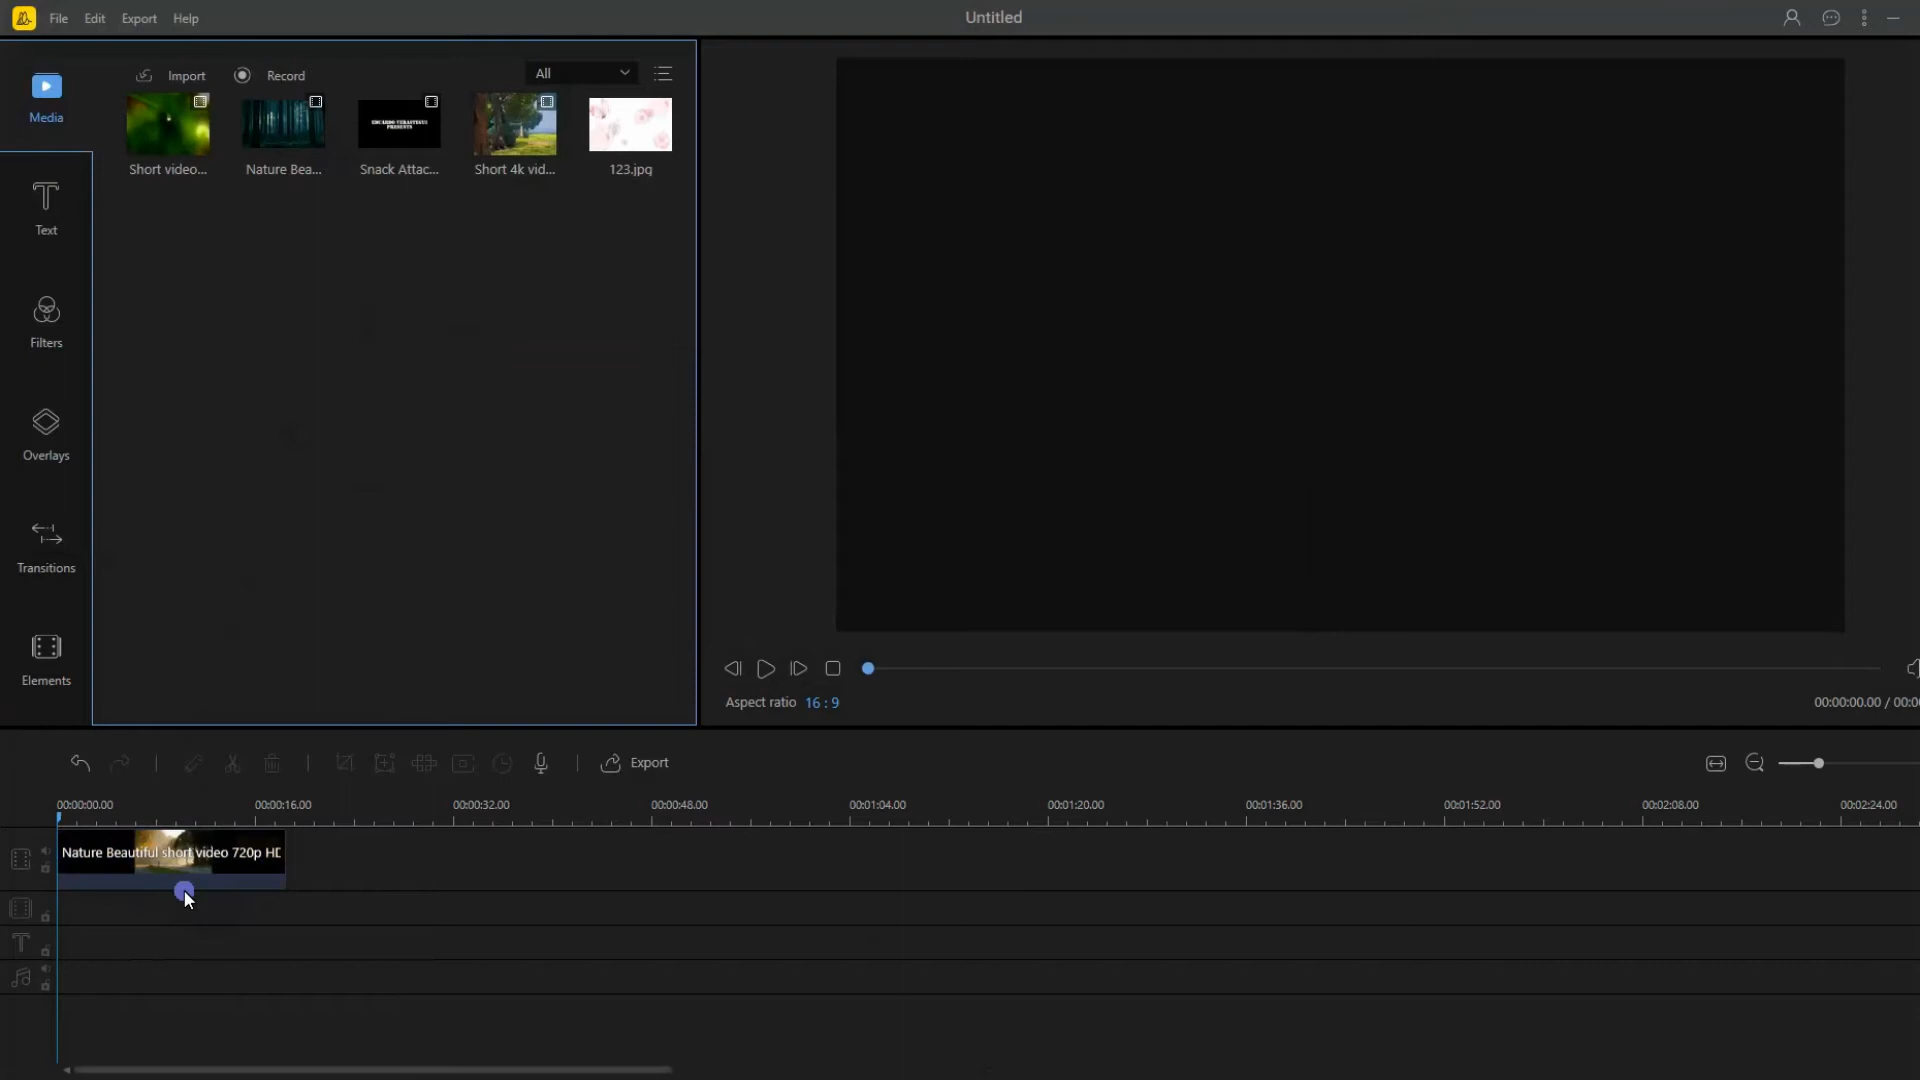 File Edit Export Help Untitled
Media
Import Record All
Short video... Nature Bea... Snack Attac... Short 4k vid... 123.jpg
EDUARDO VERASTEGUI
PRESENTS
Text
Filters
Overlays
Transitions
Elements
Aspect ratio 16 : 9 00:00:00.00 / 00:00
Export
00:00:00.00 00:00:16.00 00:00:32.00 00:00:48.00 00:01:04.00 00:01:20.00 00:01:36.00 00:01:52.00 00:02:08.00 00:02:24.00
Nature Beautiful short video 720p HD